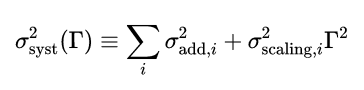 σ²_syst(Γ) ≡ ∑_i σ²_add,i + σ²_scaling,i Γ²